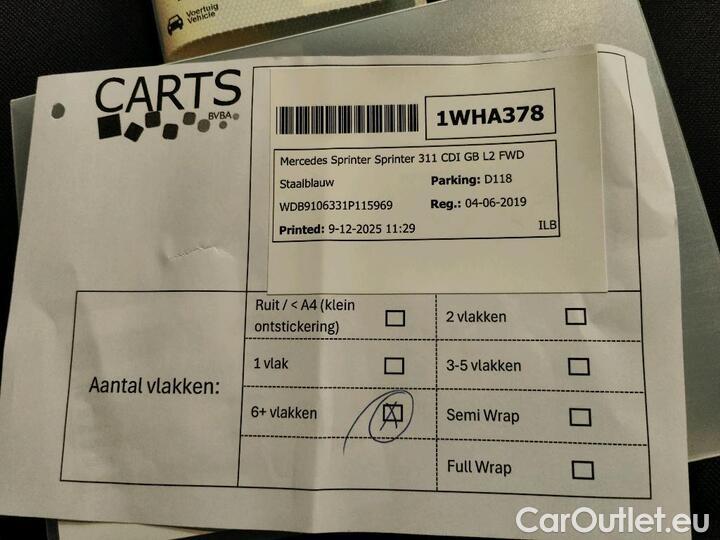 Voertuig
Vehicle
CARTS
BVBA
1WHA378
Mercedes Sprinter Sprinter 311 CDI GB L2 FWD
Staalblauw Parking: D118
WDB9106331P115969 Reg.: 04-06-2019
Printed: 9-12-2025 11:29 ILB
Aantal vlakken:
Ruit / < A4 (klein
ontstickering)
2 vlakken
1 vlak
3-5 vlakken
6+ vlakken
X
Semi Wrap
Full Wrap
CarOutlet.eu